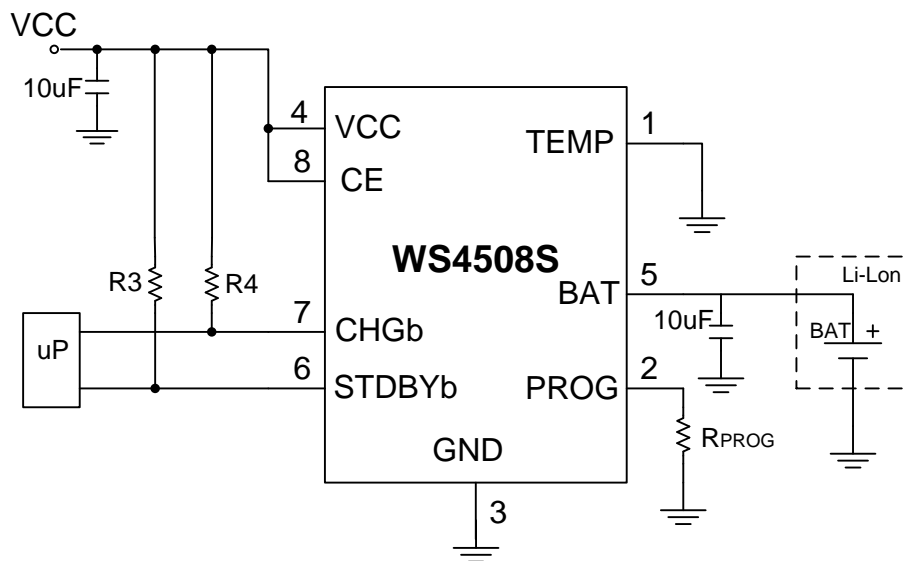 VCC
10uF
4
VCC
8
CE
TEMP
1
WS4508S
R3
R4
BAT
5
Li-Lon
BAT
+
10uF
uP
7
CHGb
6
STDBYb
PROG
2
RPROG
GND
3